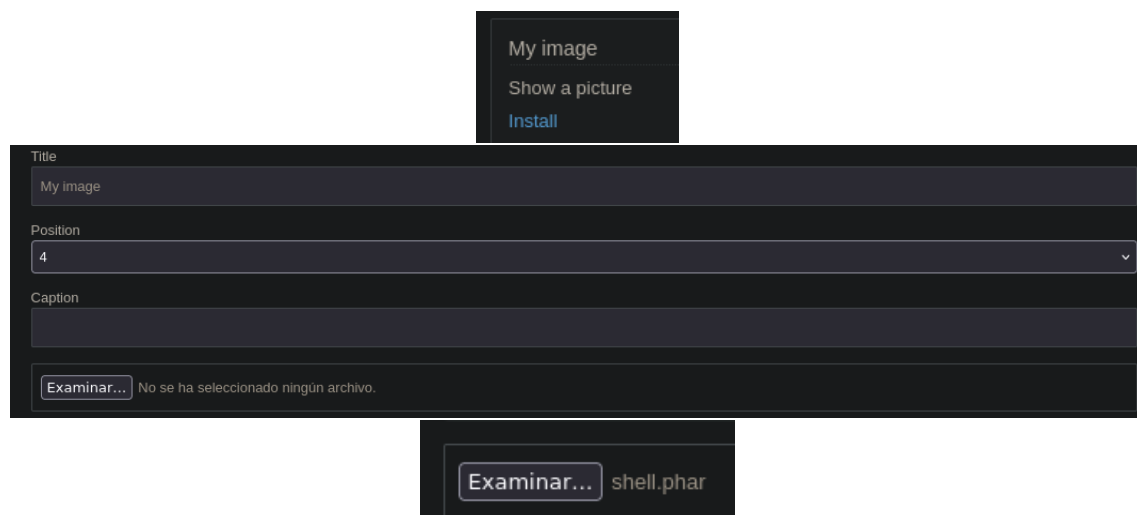 My image
Show a picture
Install
Title
My image
Position
4
Caption
Examinar... No se ha seleccionado ningún archivo.
Examinar... shell.phar